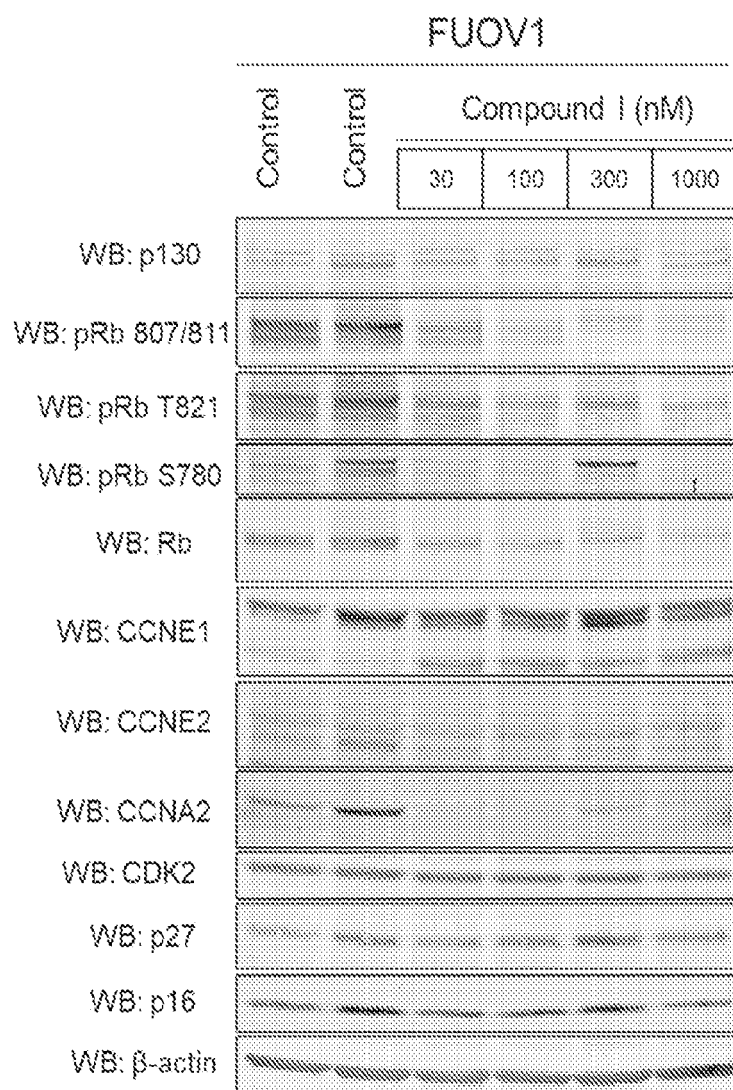 FUOV1
Control
Control
Compound I (nM)
30
100
300
1000
WB: p130
WB: pRb 807/811
WB: pRb T821
WB: pRb S780
WB: Rb
WB: CCNE1
WB: CCNE2
WB: CCNA2
WB: CDK2
WB: p27
WB: p16
WB: β-actin